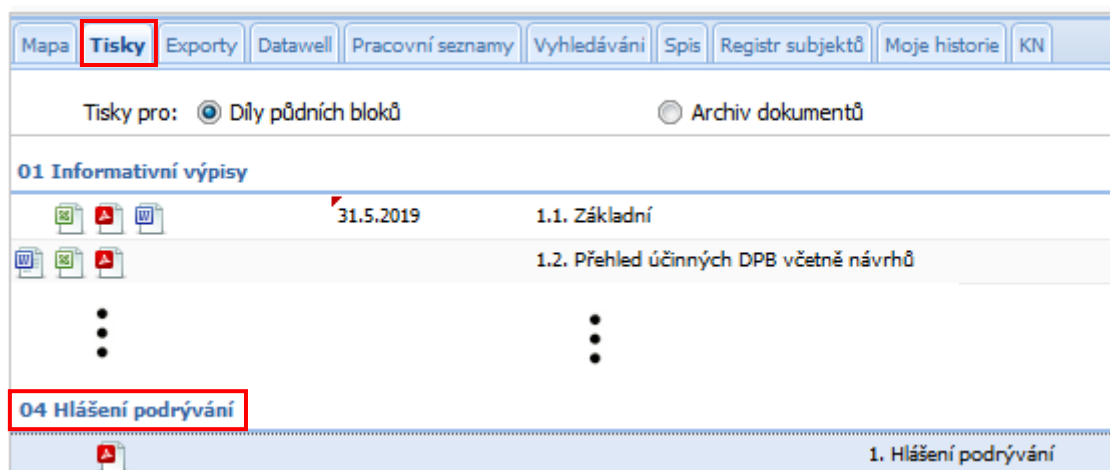 Mapa Tisky Exporty Datawell Pracovní seznamy Vyhledávání Spis Registr subjektů Moje historie KN
Tisky pro: Díly půdních bloků Archiv dokumentů
01 Informativní výpisy
31.5.2019 1.1. Základní
1.2. Přehled účinných DPB včetně návrhů
04 Hlášení podrývání
1. Hlášení podrývání